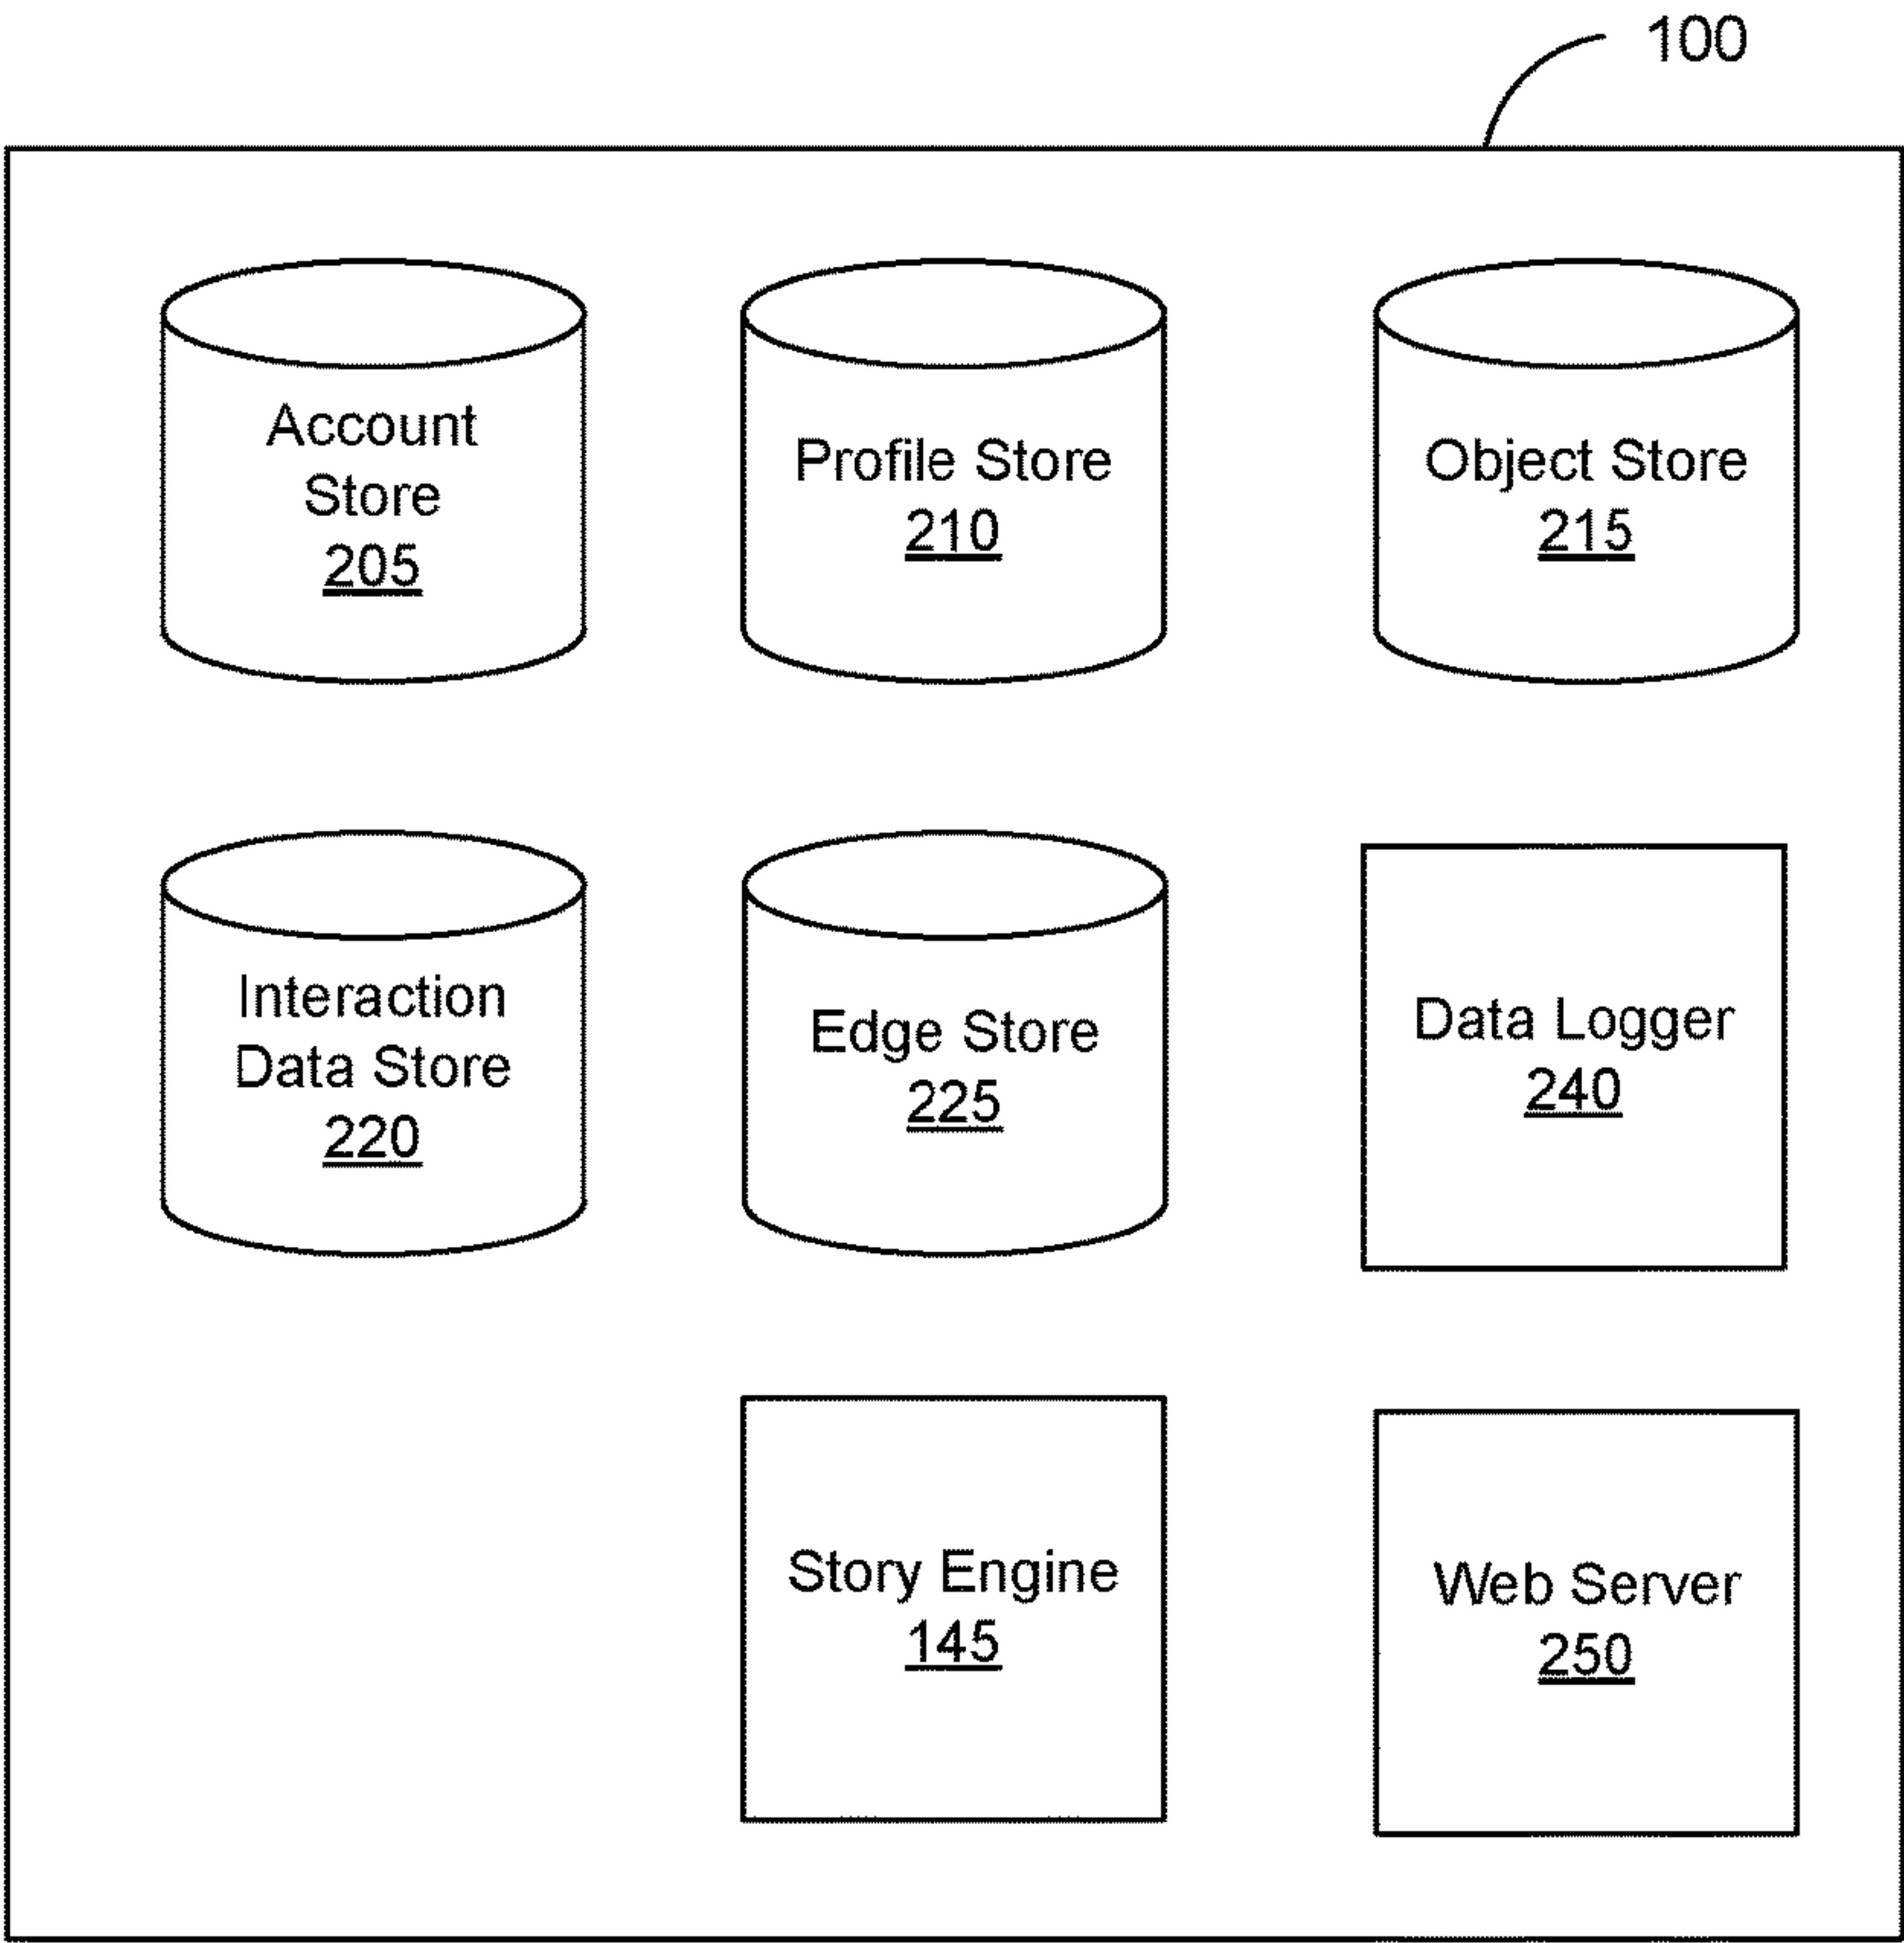 100
Account
Store
205
Profile Store
210
Object Store
215
Interaction
Data Store
220
Edge Store
225
Data Logger
240
Story Engine
145
Web Server
250